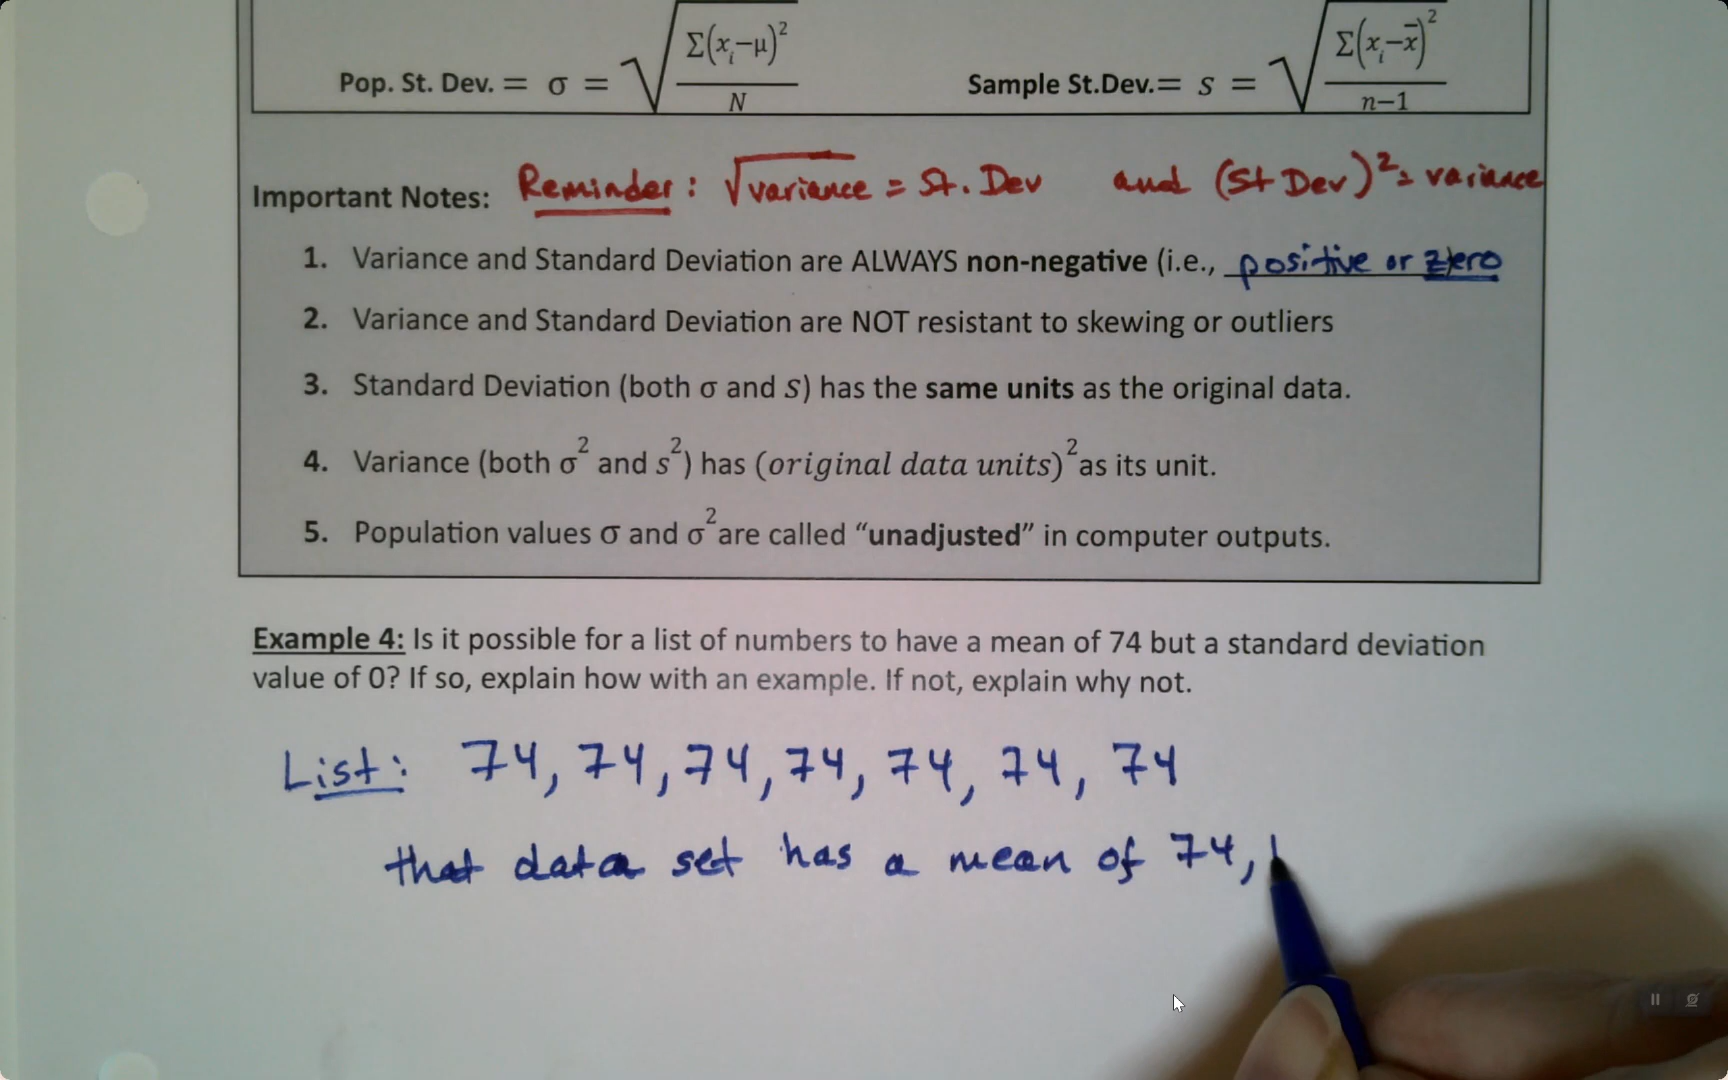 Pop. St. Dev. = σ = √(Σ(xᵢ−μ)² / N) Sample St.Dev.= s = √(Σ(xᵢ−x̄)² / n−1)
Important Notes: Reminder: √variance = St. Dev and (St Dev)² = variance
1. Variance and Standard Deviation are ALWAYS non-negative (i.e., positive or zero
2. Variance and Standard Deviation are NOT resistant to skewing or outliers
3. Standard Deviation (both σ and s) has the same units as the original data.
4. Variance (both σ² and s²) has (original data units)² as its unit.
5. Population values σ and σ² are called “unadjusted” in computer outputs.
Example 4: Is it possible for a list of numbers to have a mean of 74 but a standard deviation
value of 0? If so, explain how with an example. If not, explain why not.
List: 74, 74, 74, 74, 74, 74, 74
that data set has a mean of 74,